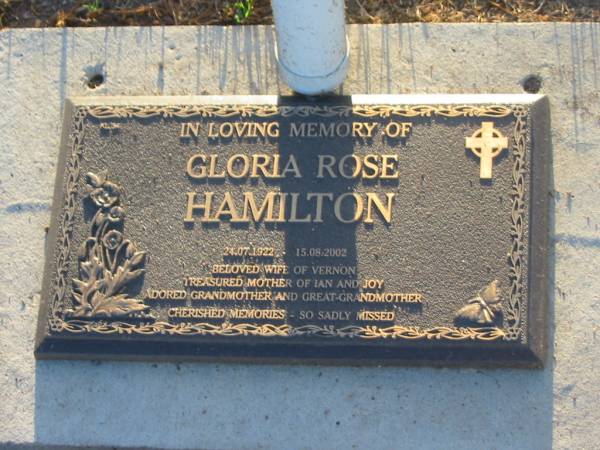 IN LOVING MEMORY OF
GLORIA ROSE
HAMILTON
24.07.1922 - 15.08.2002
BELOVED WIFE OF VERNON
TREASURED MOTHER OF IAN AND JOY
ADORED GRANDMOTHER AND GREAT-GRANDMOTHER
CHERISHED MEMORIES - SO SADLY MISSED